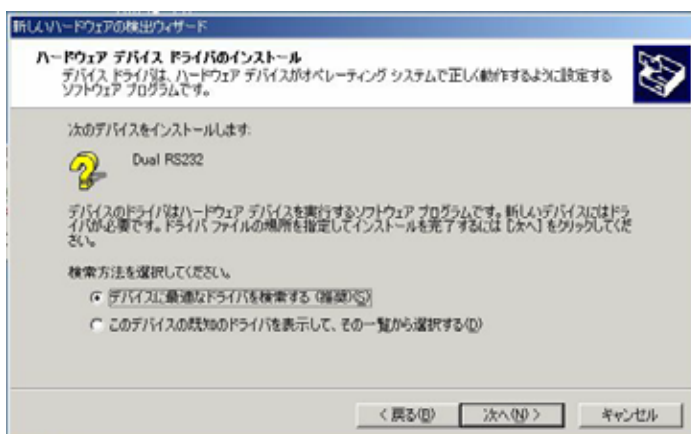 新しいハードウェアの検出ウィザード
ハードウェア デバイス ドライバのインストール
デバイス ドライバは、ハードウェア デバイスがオペレーティング システムで正しく動作するように設定する
ソフトウェア プログラムです。
次のデバイスをインストールします:
Dual RS232
デバイスのドライバはハードウェア デバイスを実行するソフトウェア プログラムです。新しいデバイスにはドラ
イバが必要です。ドライバ ファイルの場所を指定してインストールを完了するには [次へ] をクリックしてくだ
さい。
検索方法を選択してください。
デバイスに最適なドライバを検索する (推奨)(S)
このデバイスの既知のドライバを表示して、その一覧から選択する(D)
< 戻る(B)
次へ(N) >
キャンセル